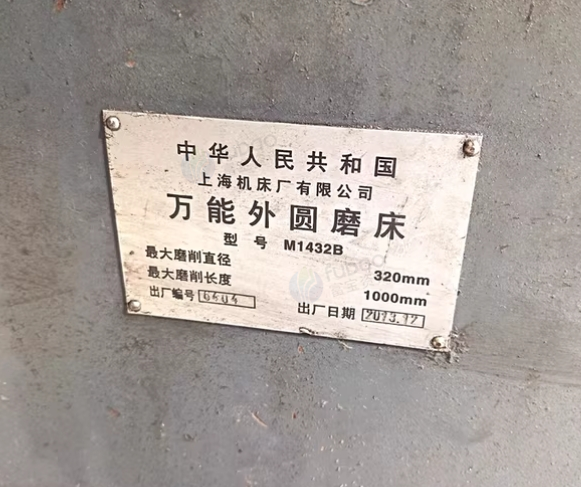 中华人民共和国
上海机床厂有限公司
万能外圆磨床
型号 M1432B
最大磨削直径 320mm
最大磨削长度 1000mm
出厂编号 出厂日期 2013.12